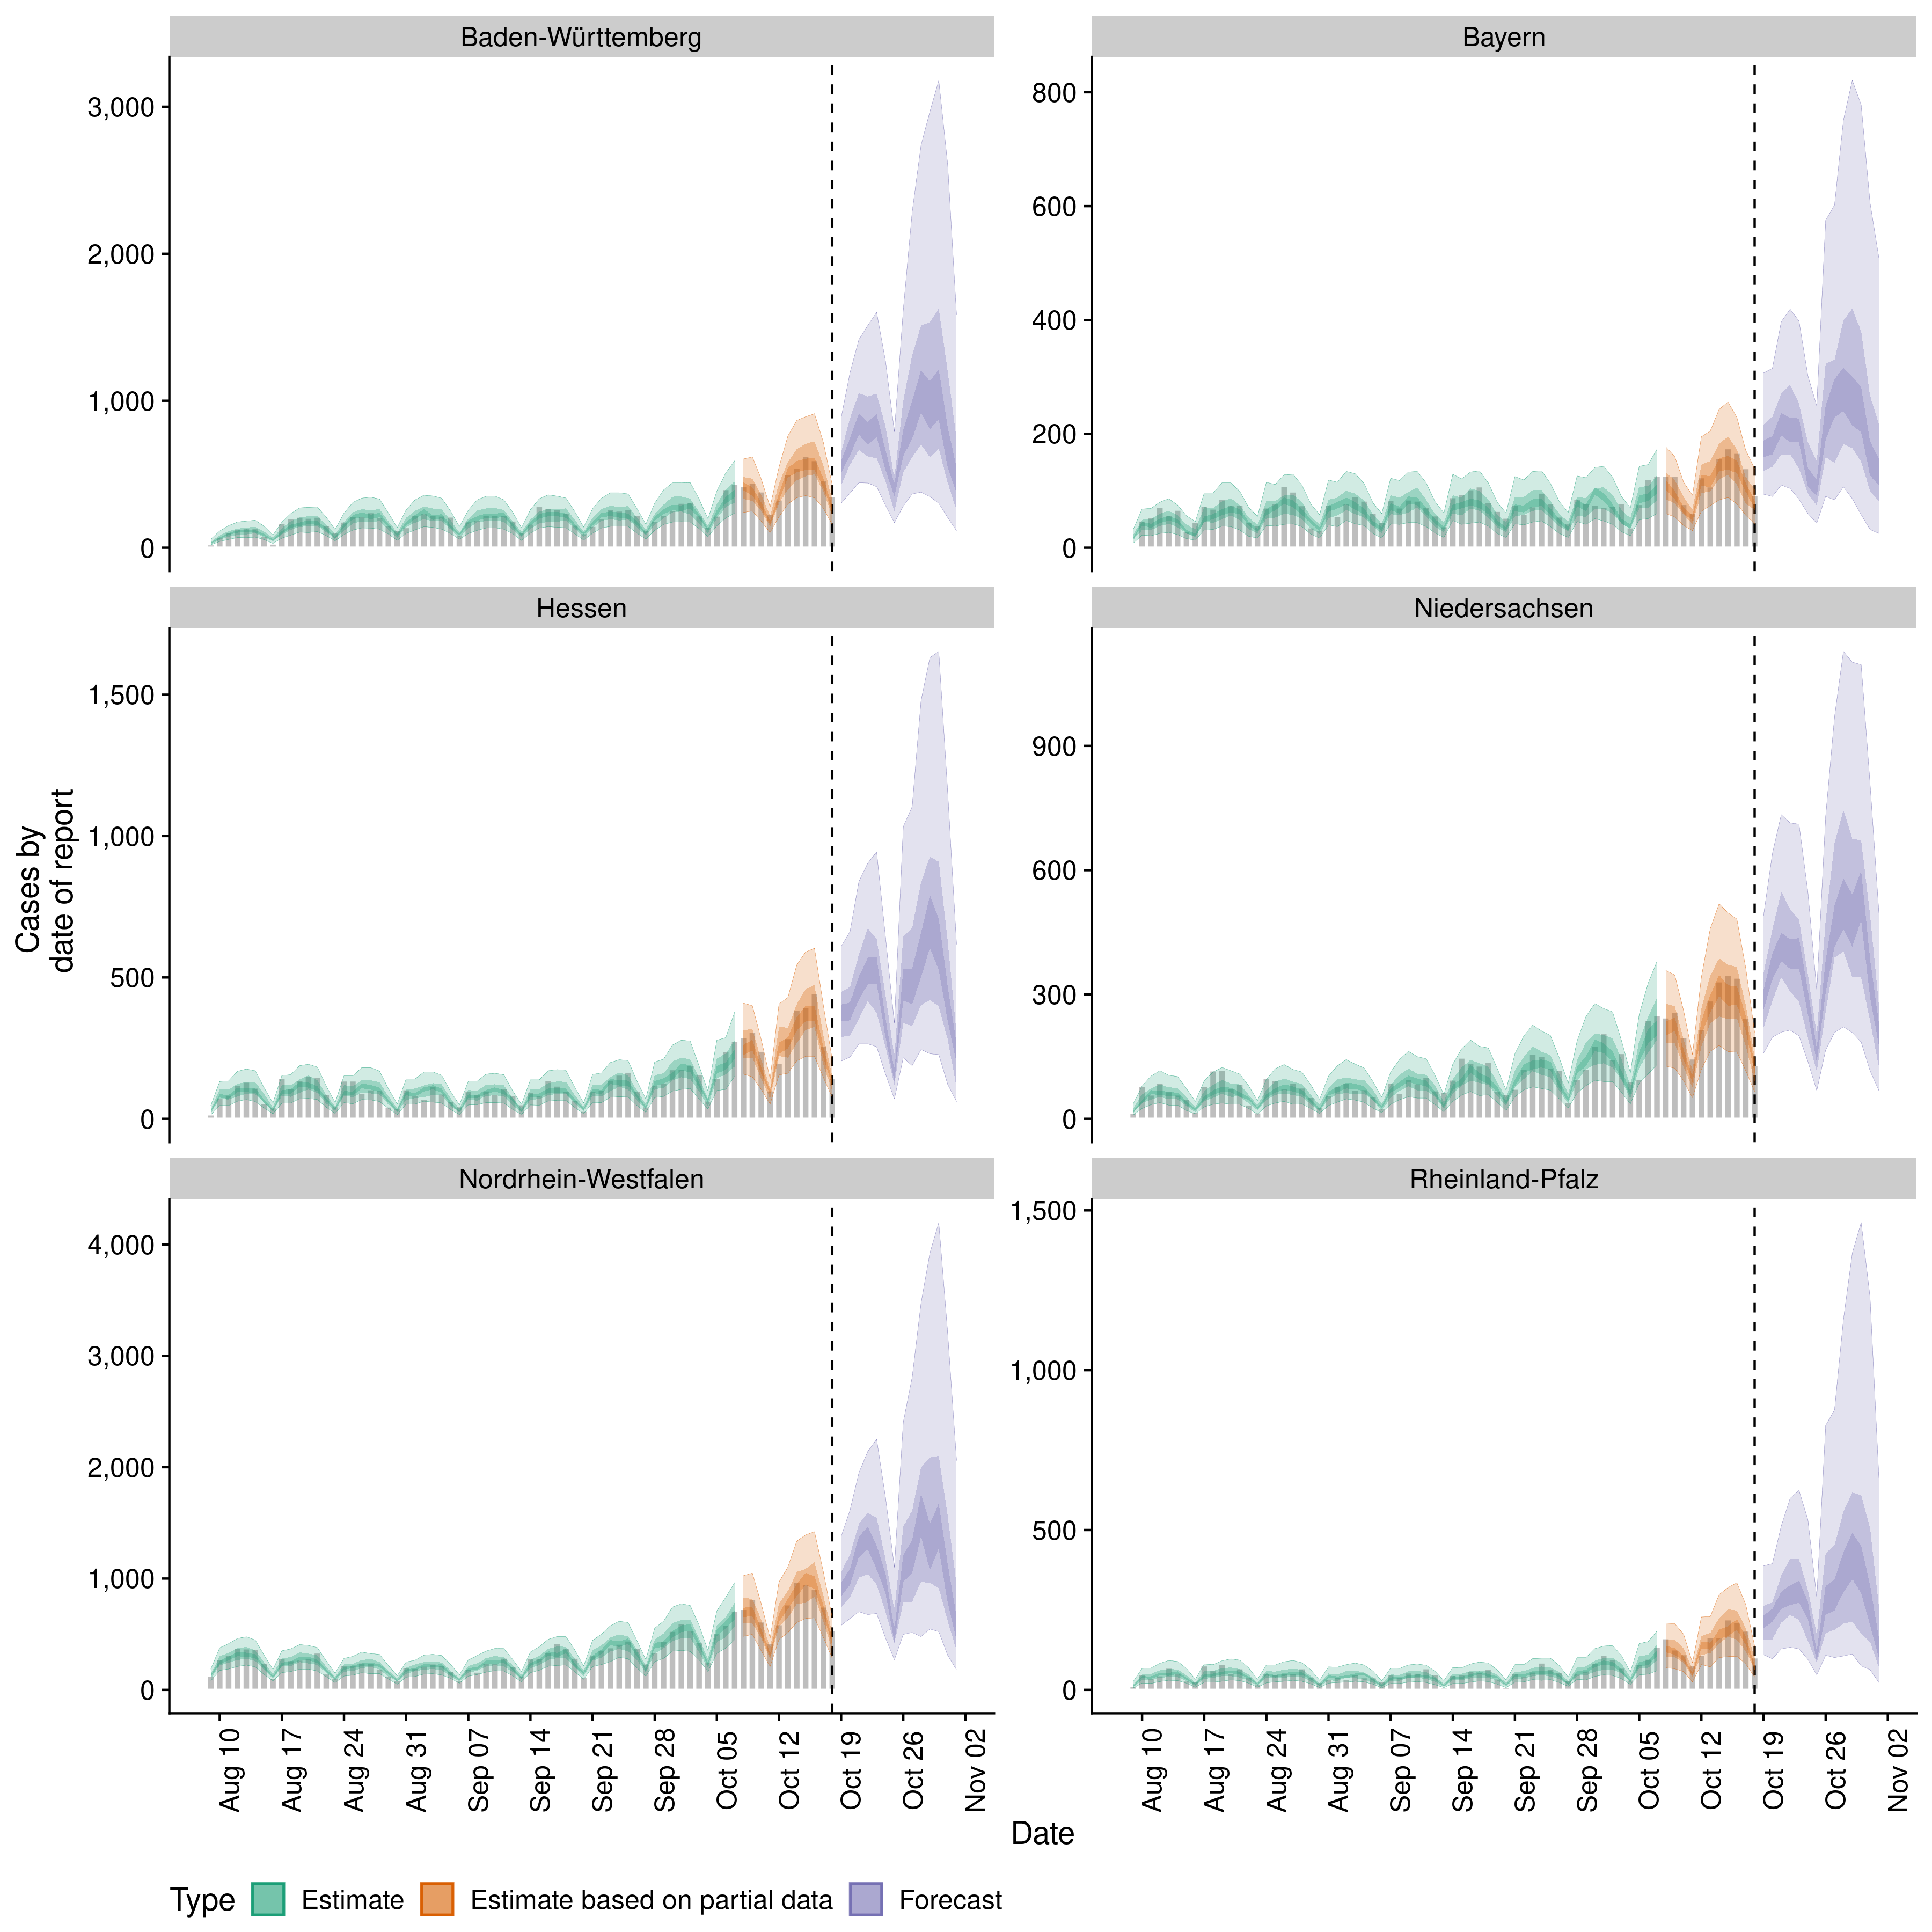 Baden-Württemberg
Bayern
3,000
2,000
1,000
0
800
600
400
200
0
Hessen
Niedersachsen
1,500
1,000
500
0
900
600
300
0
Nordrhein-Westfalen
Rheinland-Pfalz
4,000
3,000
2,000
1,000
0
1,500
1,000
500
0
Cases by
date of report
Aug 10
Aug 17
Aug 24
Aug 31
Sep 07
Sep 14
Sep 21
Sep 28
Oct 05
Oct 12
Oct 19
Oct 26
Nov 02
Aug 10
Aug 17
Aug 24
Aug 31
Sep 07
Sep 14
Sep 21
Sep 28
Oct 05
Oct 12
Oct 19
Oct 26
Nov 02
Date
Type Estimate Estimate based on partial data Forecast